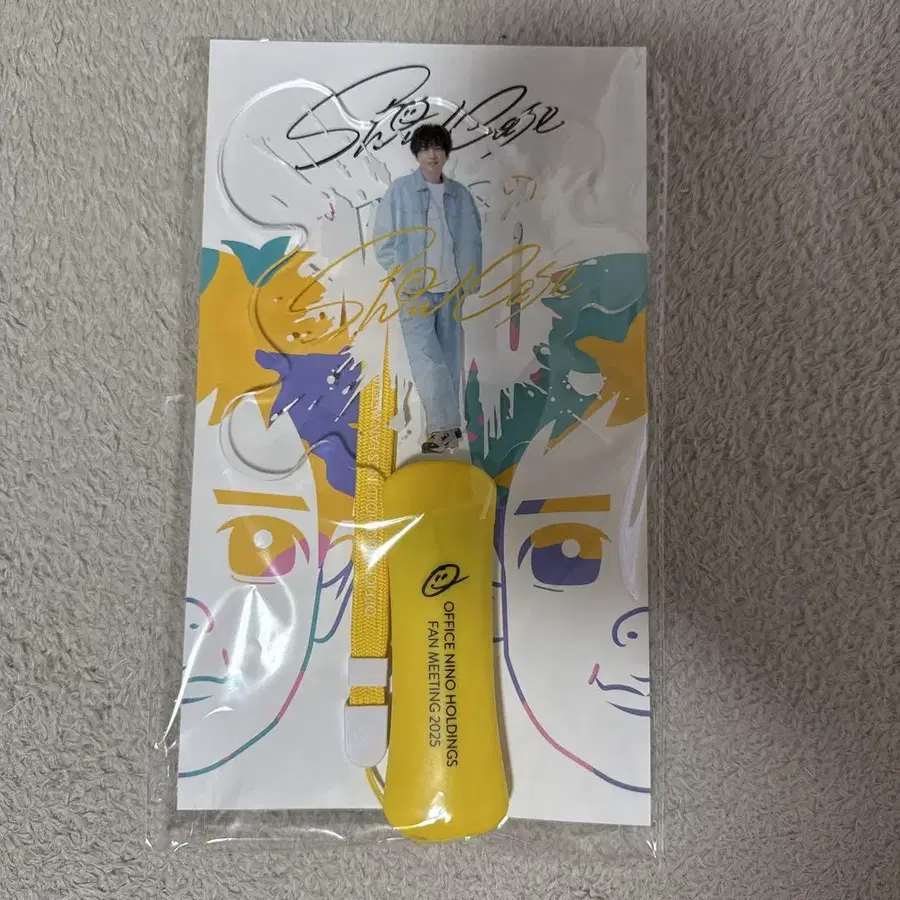 ShowCase
ShowCase
OFFICE NINO HOLDINGS
FAN MEETING 2025